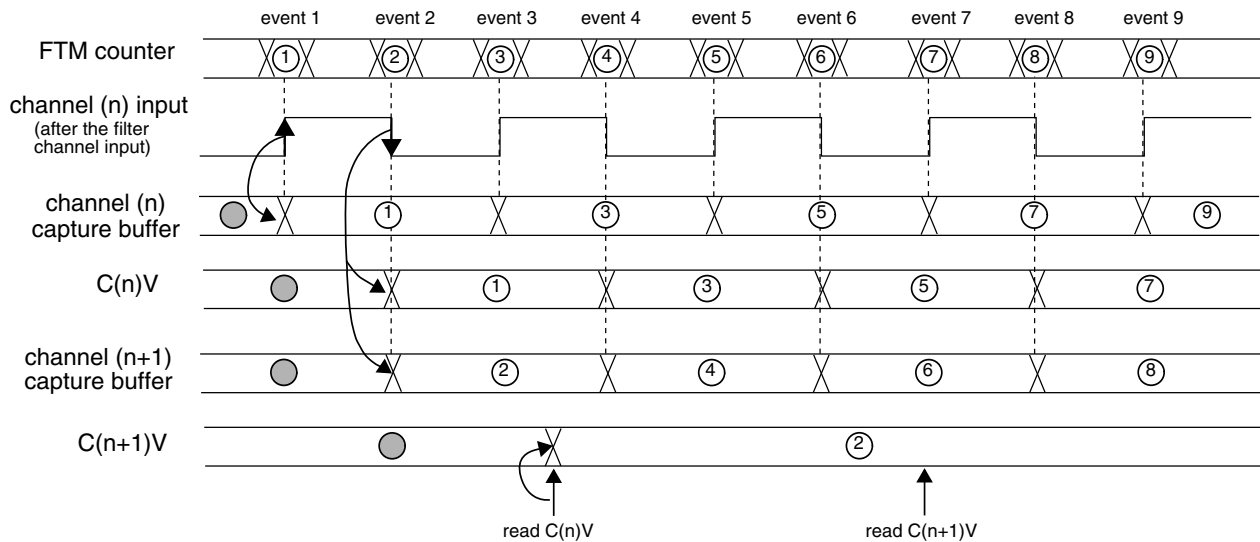 event 1 event 2 event 3 event 4 event 5 event 6 event 7 event 8 event 9
FTM counter 1 2 3 4 5 6 7 8 9
channel (n) input
(after the filter
channel input)
channel (n)
capture buffer
1 3 5 7 9
C(n)V 1 3 5 7
channel (n+1)
capture buffer
2 4 6 8
C(n+1)V 2
read C(n)V read C(n+1)V